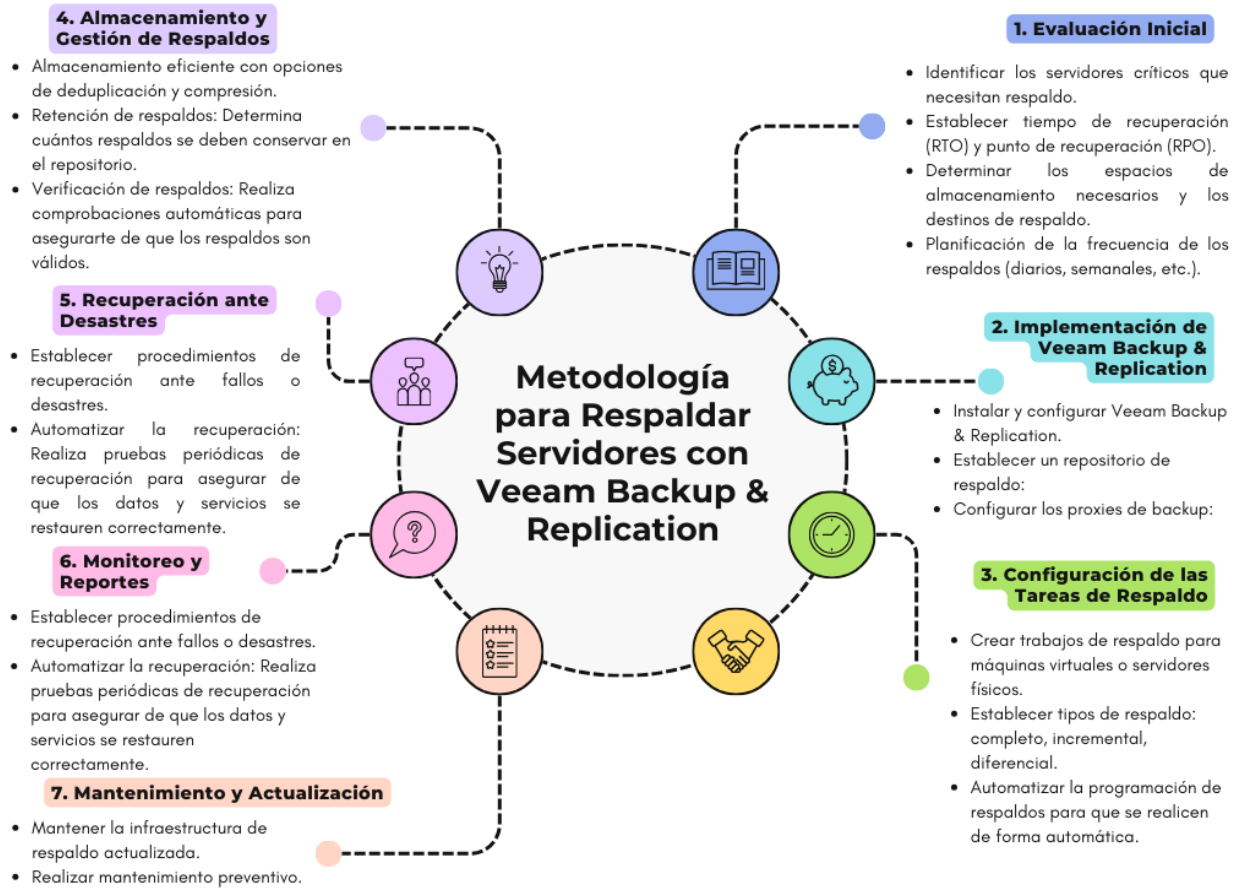 Metodología
para Respaldar
Servidores con
Veeam Backup &
Replication
1. Evaluación Inicial
• Identificar los servidores críticos que
necesitan respaldo.
• Establecer tiempo de recuperación
(RTO) y punto de recuperación (RPO).
• Determinar los espacios de
almacenamiento necesarios y los
destinos de respaldo.
• Planificación de la frecuencia de los
respaldos (diarios, semanales, etc.).
2. Implementación de
Veeam Backup &
Replication
• Instalar y configurar Veeam Backup
& Replication.
• Establecer un repositorio de
respaldo:
• Configurar los proxies de backup:
3. Configuración de las
Tareas de Respaldo
• Crear trabajos de respaldo para
máquinas virtuales o servidores
físicos.
• Establecer tipos de respaldo:
completo, incremental,
diferencial.
• Automatizar la programación de
respaldos para que se realicen
de forma automática.
4. Almacenamiento y
Gestión de Respaldos
• Almacenamiento eficiente con opciones
de deduplicación y compresión.
• Retención de respaldos: Determina
cuántos respaldos se deben conservar en
el repositorio.
• Verificación de respaldos: Realiza
comprobaciones automáticas para
asegurarte de que los respaldos son
válidos.
5. Recuperación ante
Desastres
• Establecer procedimientos de
recuperación ante fallos o
desastres.
• Automatizar la recuperación:
Realiza pruebas periódicas de
recuperación para asegurar de
que los datos y servicios se
restauren correctamente.
6. Monitoreo y
Reportes
• Establecer procedimientos de
recuperación ante fallos o desastres.
• Automatizar la recuperación: Realiza
pruebas periódicas de recuperación
para asegurar de que los datos y
servicios se restauren
correctamente.
7. Mantenimiento y Actualización
• Mantener la infraestructura de
respaldo actualizada.
• Realizar mantenimiento preventivo.
$
?